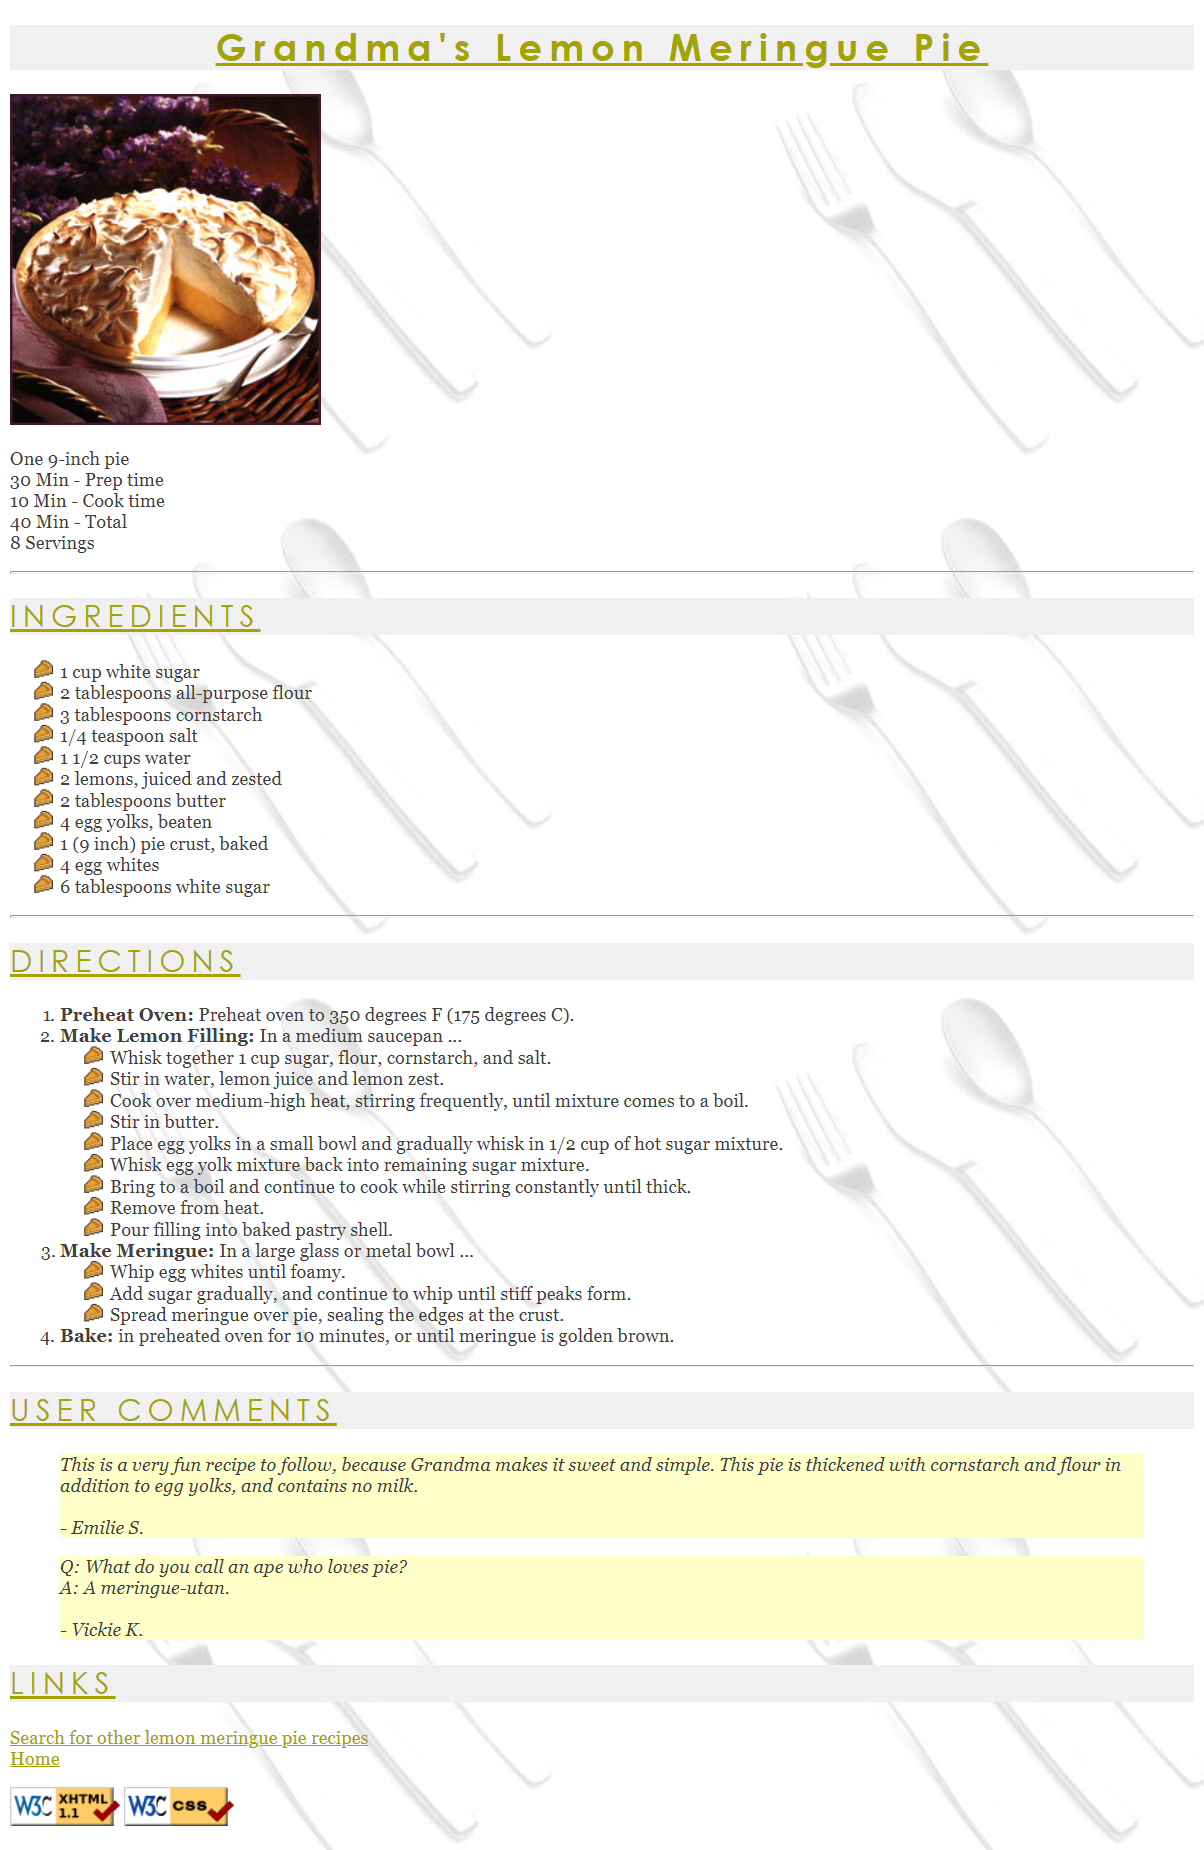 Grandma's Lemon Meringue Pie
One 9-inch pie
30 Min - Prep time
10 Min - Cook time
40 Min - Total
8 Servings
INGREDIENTS
1 cup white sugar
2 tablespoons all-purpose flour
3 tablespoons cornstarch
1/4 teaspoon salt
1 1/2 cups water
2 lemons, juiced and zested
2 tablespoons butter
4 egg yolks, beaten
1 (9 inch) pie crust, baked
4 egg whites
6 tablespoons white sugar
DIRECTIONS
1. Preheat Oven: Preheat oven to 350 degrees F (175 degrees C).
2. Make Lemon Filling: In a medium saucepan ...
Whisk together 1 cup sugar, flour, cornstarch, and salt.
Stir in water, lemon juice and lemon zest.
Cook over medium-high heat, stirring frequently, until mixture comes to a boil.
Stir in butter.
Place egg yolks in a small bowl and gradually whisk in 1/2 cup of hot sugar mixture.
Whisk egg yolk mixture back into remaining sugar mixture.
Bring to a boil and continue to cook while stirring constantly until thick.
Remove from heat.
Pour filling into baked pastry shell.
3. Make Meringue: In a large glass or metal bowl ...
Whip egg whites until foamy.
Add sugar gradually, and continue to whip until stiff peaks form.
Spread meringue over pie, sealing the edges at the crust.
4. Bake: in preheated oven for 10 minutes, or until meringue is golden brown.
USER COMMENTS
This is a very fun recipe to follow, because Grandma makes it sweet and simple. This pie is thickened with cornstarch and flour in
addition to egg yolks, and contains no milk.
- Emilie S.
Q: What do you call an ape who loves pie?
A: A meringue-utan.
- Vickie K.
LINKS
Search for other lemon meringue pie recipes
Home
W3C XHTML 1.1 W3C css